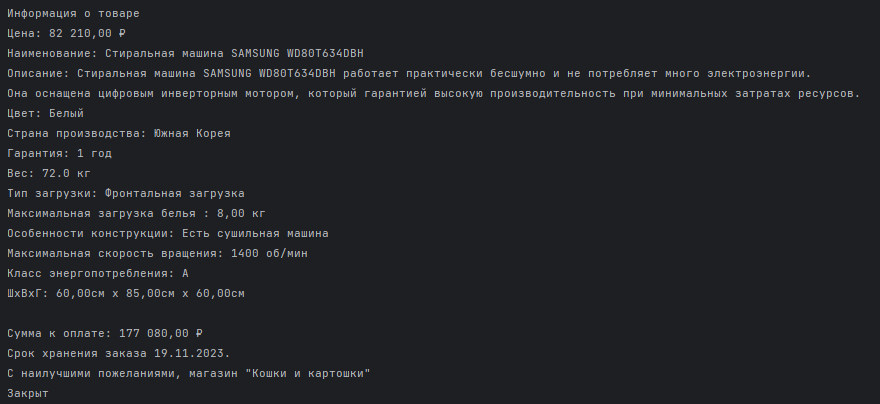 Информация о товаре
Цена: 82 210,00 ₽
Наименование: Стиральная машина SAMSUNG WD80T634DBH
Описание: Стиральная машина SAMSUNG WD80T634DBH работает практически бесшумно и не потребляет много электроэнергии.
Она оснащена цифровым инверторным мотором, который гарантией высокую производительность при минимальных затратах ресурсов.
Цвет: Белый
Страна производства: Южная Корея
Гарантия: 1 год
Вес: 72.0 кг
Тип загрузки: Фронтальная загрузка
Максимальная загрузка белья : 8,00 кг
Особенности конструкции: Есть сушильная машина
Максимальная скорость вращения: 1400 об/мин
Класс энергопотребления: A
ШхВхГ: 60,00см x 85,00см x 60,00см
Сумма к оплате: 177 080,00 ₽
Срок хранения заказа 19.11.2023.
С наилучшими пожеланиями, магазин "Кошки и картошки"
Закрыт